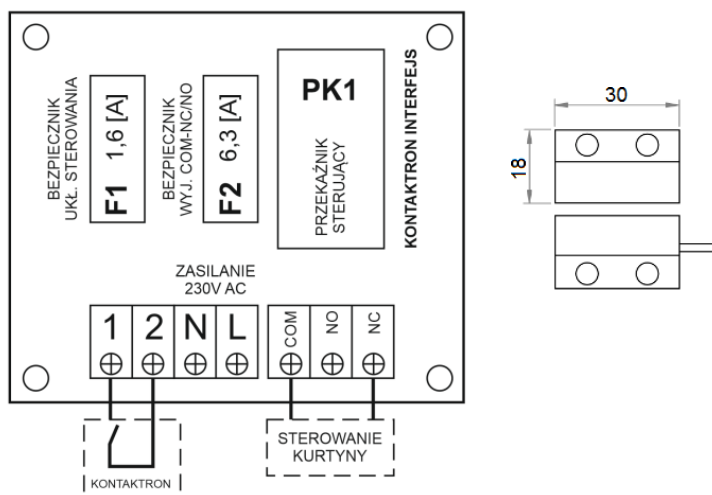 BEZPIECZNIK
UKŁ. STEROWANIA
F1 1,6 [A]
BEZPIECZNIK
WYJ. COM-NC/NO
F2 6,3 [A]
PK1
PRZEKAŹNIK
STERUJĄCY
KONTAKTRON INTERFEJS
ZASILANIE
230V AC
1 2 N L
COM NO NC
KONTAKTRON
STEROWANIE
KURTYNY
30
18